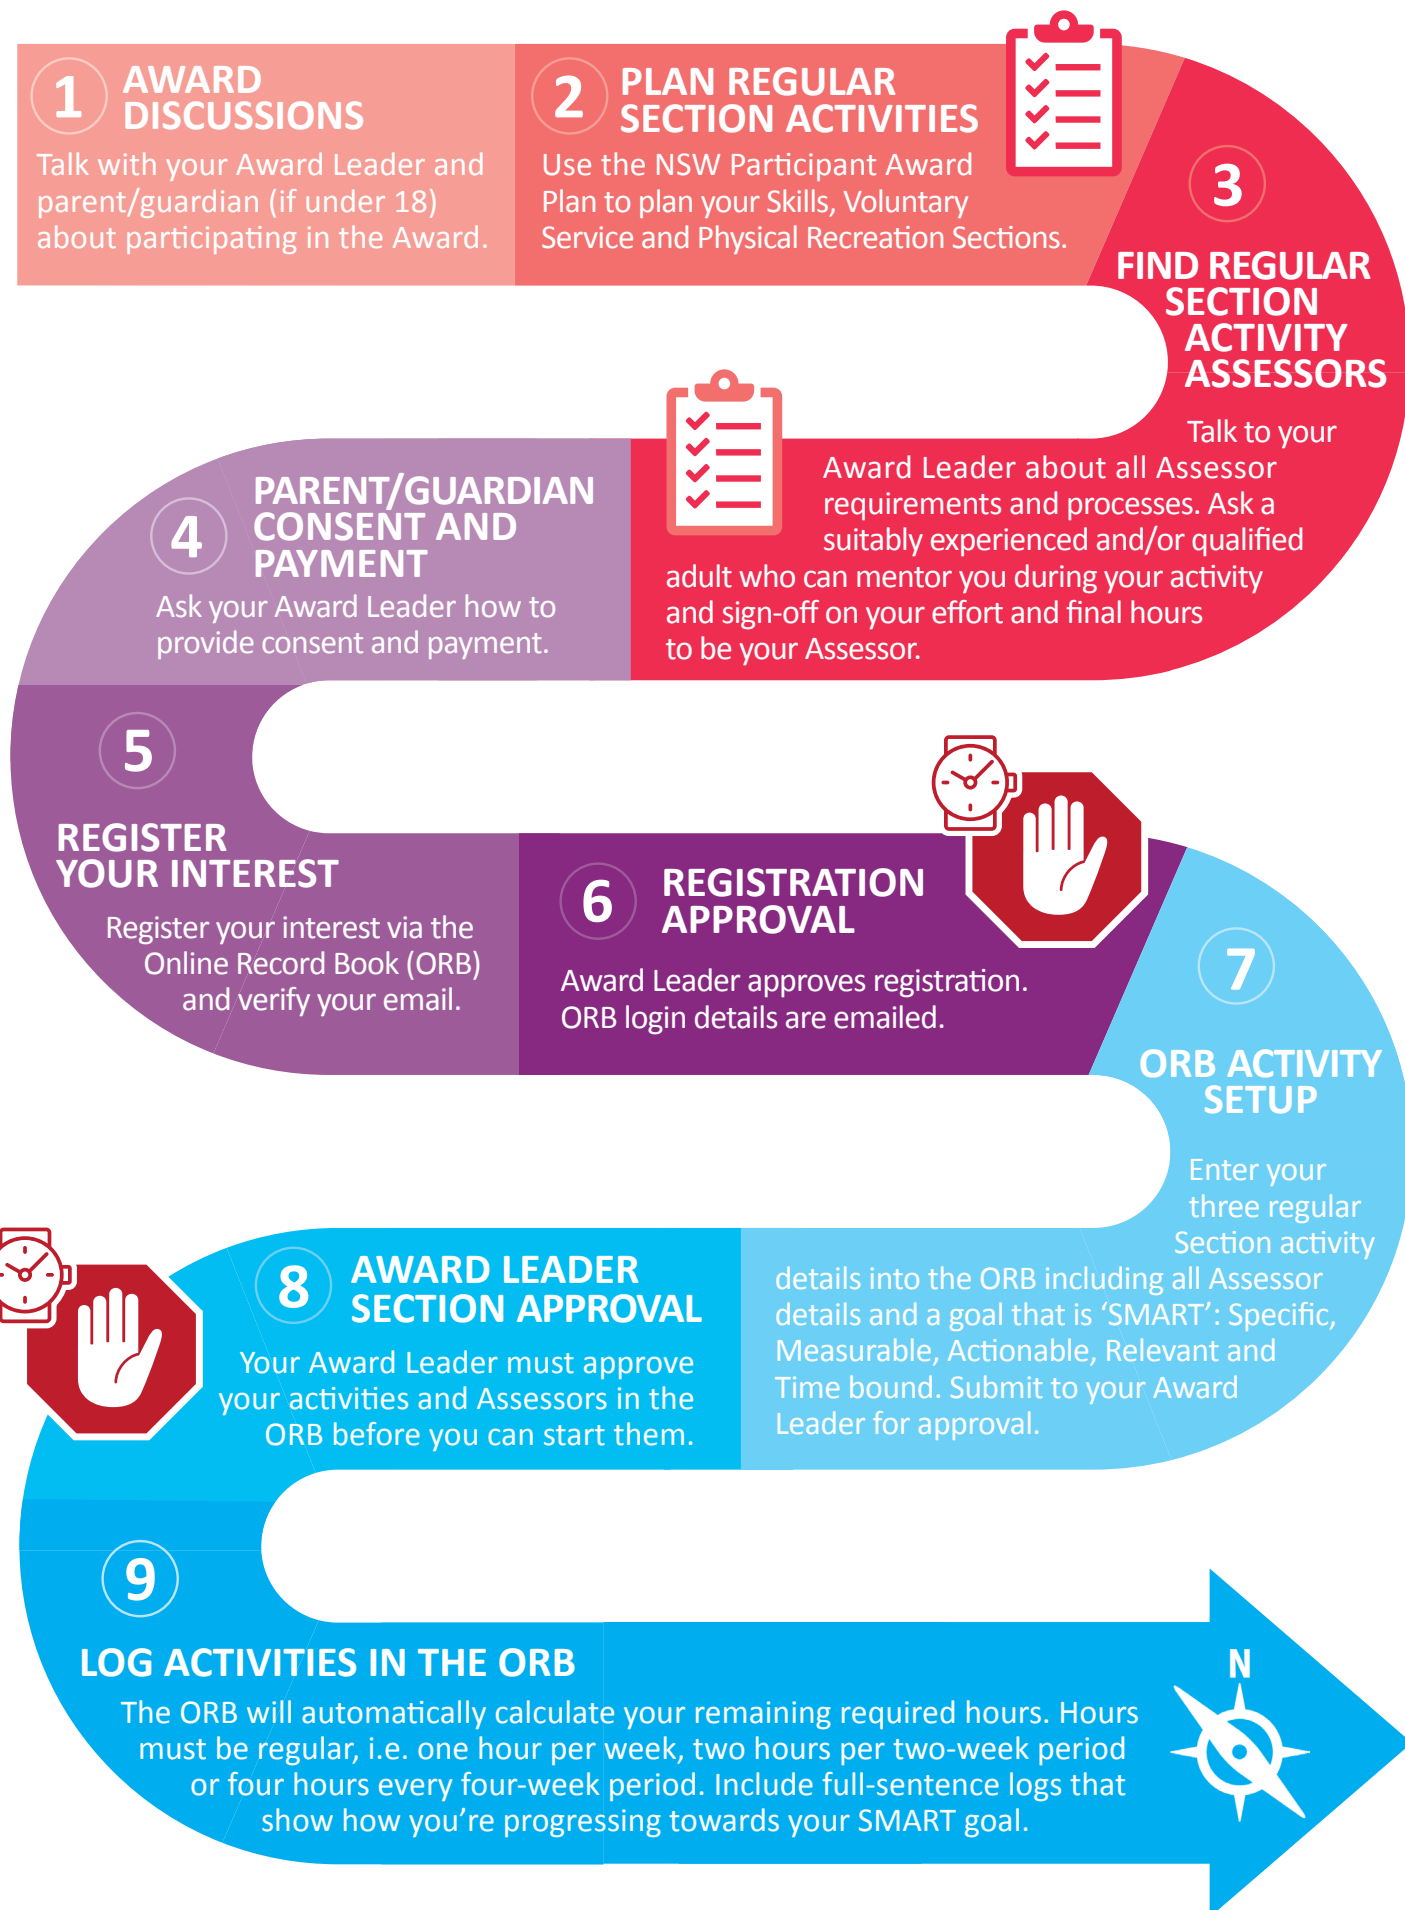 1
AWARD
DISCUSSIONS
Talk with your Award Leader and
parent/guardian (if under 18)
about participating in the Award.
2
PLAN REGULAR
SECTION ACTIVITIES
Use the NSW Participant Award
Plan to plan your Skills, Voluntary
Service and Physical Recreation Sections.
3
FIND REGULAR
SECTION
ACTIVITY
ASSESSORS
Talk to your
Award Leader about all Assessor
requirements and processes. Ask a
suitably experienced and/or qualified
adult who can mentor you during your activity
and sign-off on your effort and final hours
to be your Assessor.
4
PARENT/GUARDIAN
CONSENT AND
PAYMENT
Ask your Award Leader how to
provide consent and payment.
5
REGISTER
YOUR INTEREST
Register your interest via the
Online Record Book (ORB)
and verify your email.
6
REGISTRATION
APPROVAL
Award Leader approves registration.
ORB login details are emailed.
7
ORB ACTIVITY
SETUP
Enter your
three regular
Section activity
details into the ORB including all Assessor
details and a goal that is ‘SMART’: Specific,
Measurable, Actionable, Relevant and
Time bound. Submit to your Award
Leader for approval.
8
AWARD LEADER
SECTION APPROVAL
Your Award Leader must approve
your activities and Assessors in the
ORB before you can start them.
9
LOG ACTIVITIES IN THE ORB
The ORB will automatically calculate your remaining required hours. Hours
must be regular, i.e. one hour per week, two hours per two-week period
or four hours every four-week period. Include full-sentence logs that
show how you’re progressing towards your SMART goal.
N